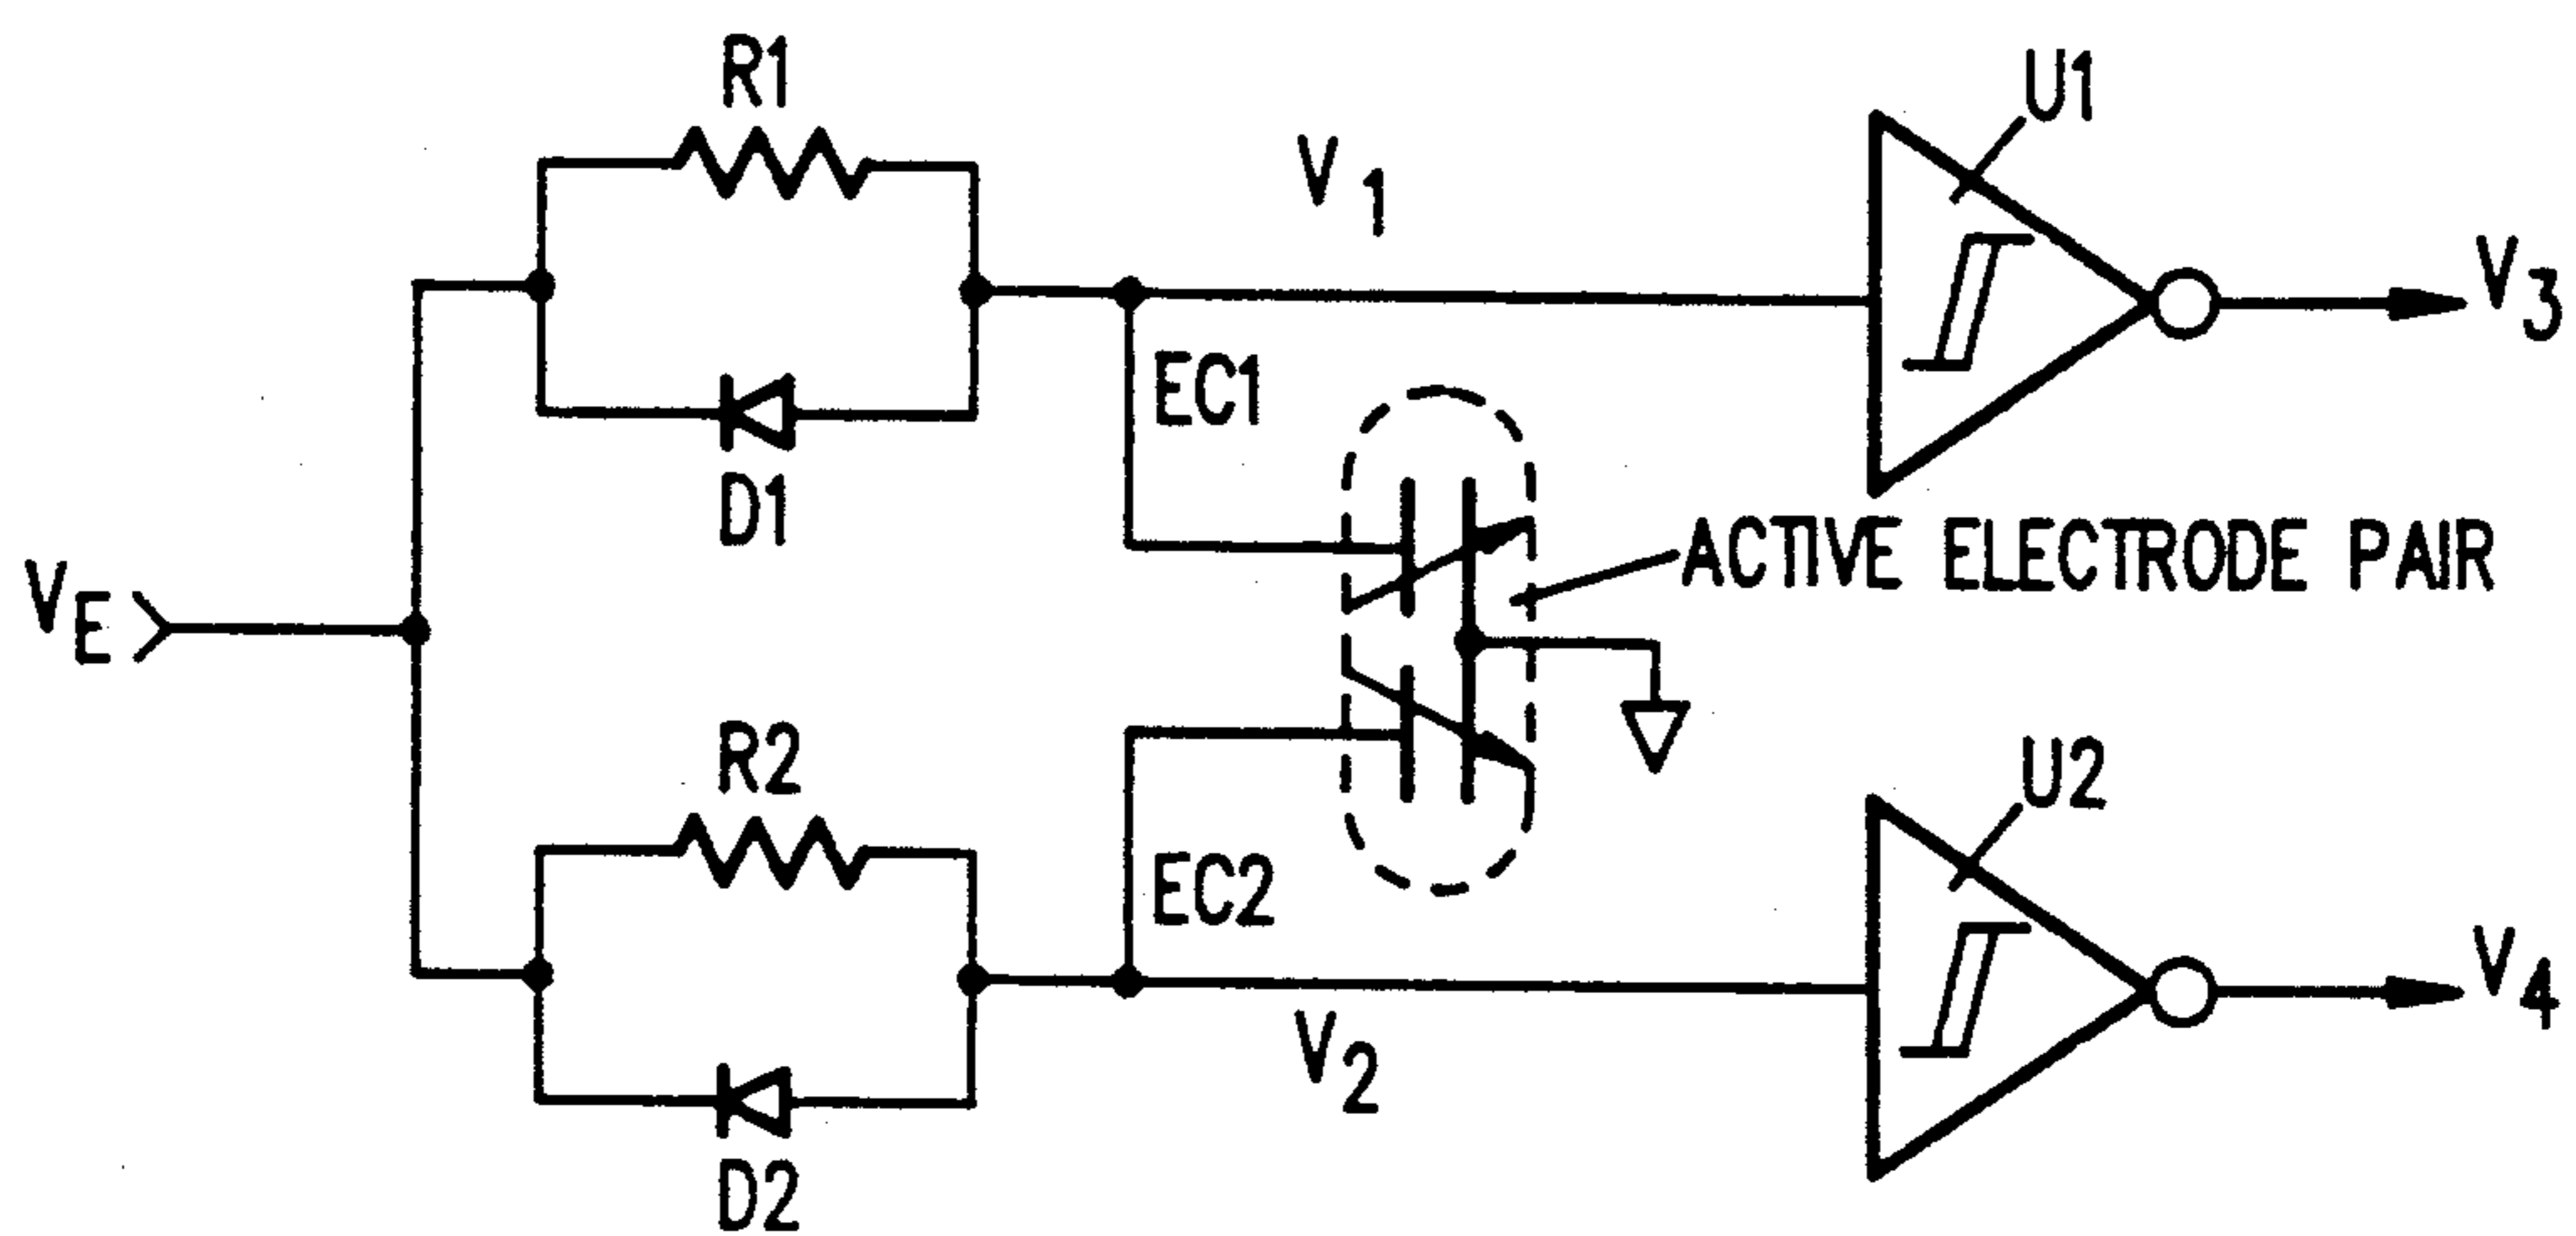 R1
U1
V1
V3
EC1
D1
ACTIVE ELECTRODE PAIR
VE
R2
U2
EC2
V4
V2
D2